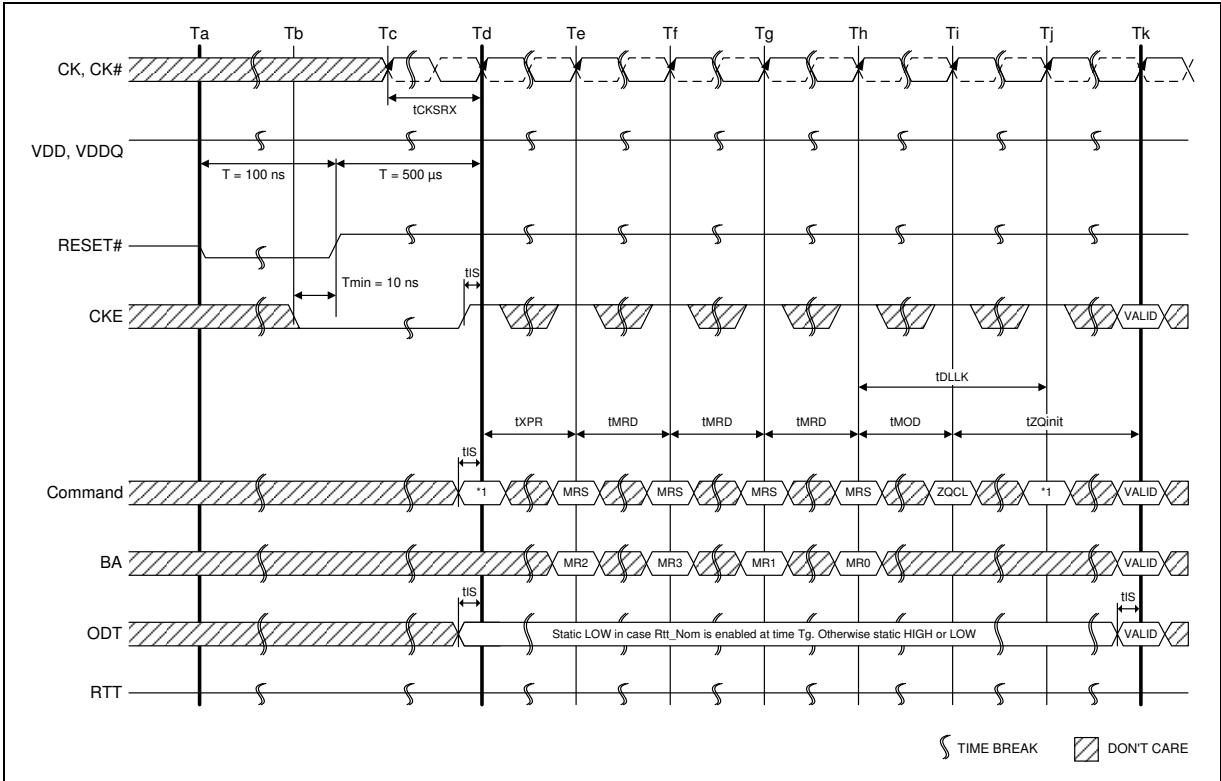 Ta Tb Tc Td Te Tf Tg Th Ti Tj Tk
CK, CK#
tCKSRX
VDD, VDDQ
T = 100 ns T = 500 µs
RESET#
tIS
Tmin = 10 ns
CKE VALID
tDLLK
tXPR tMRD tMRD tMRD tMOD tZQinit
tIS
Command *1 MRS MRS MRS MRS ZQCL *1 VALID
BA MR2 MR3 MR1 MR0 VALID
tIS tIS
ODT Static LOW in case Rtt_Nom is enabled at time Tg. Otherwise static HIGH or LOW VALID
RTT
TIME BREAK DON'T CARE